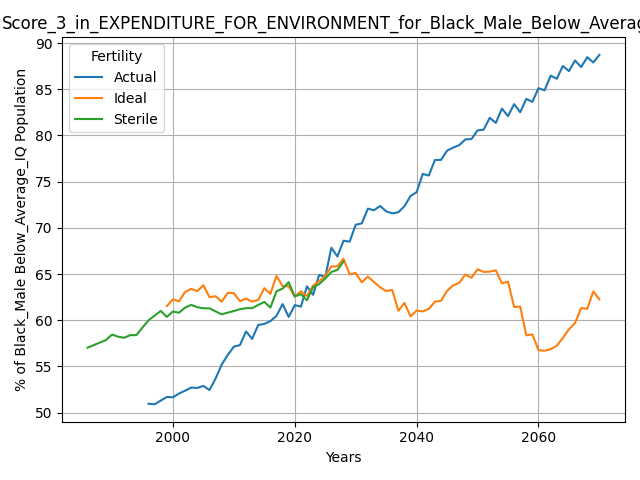 Score_3_in_EXPENDITURE_FOR_ENVIRONMENT_for_Black_Male_Below_Averag
90
85
80
75
70
65
60
55
50
% of Black_Male Below_Average_IQ Population
Fertility
Actual
Ideal
Sterile
2000
2020
2040
2060
Years